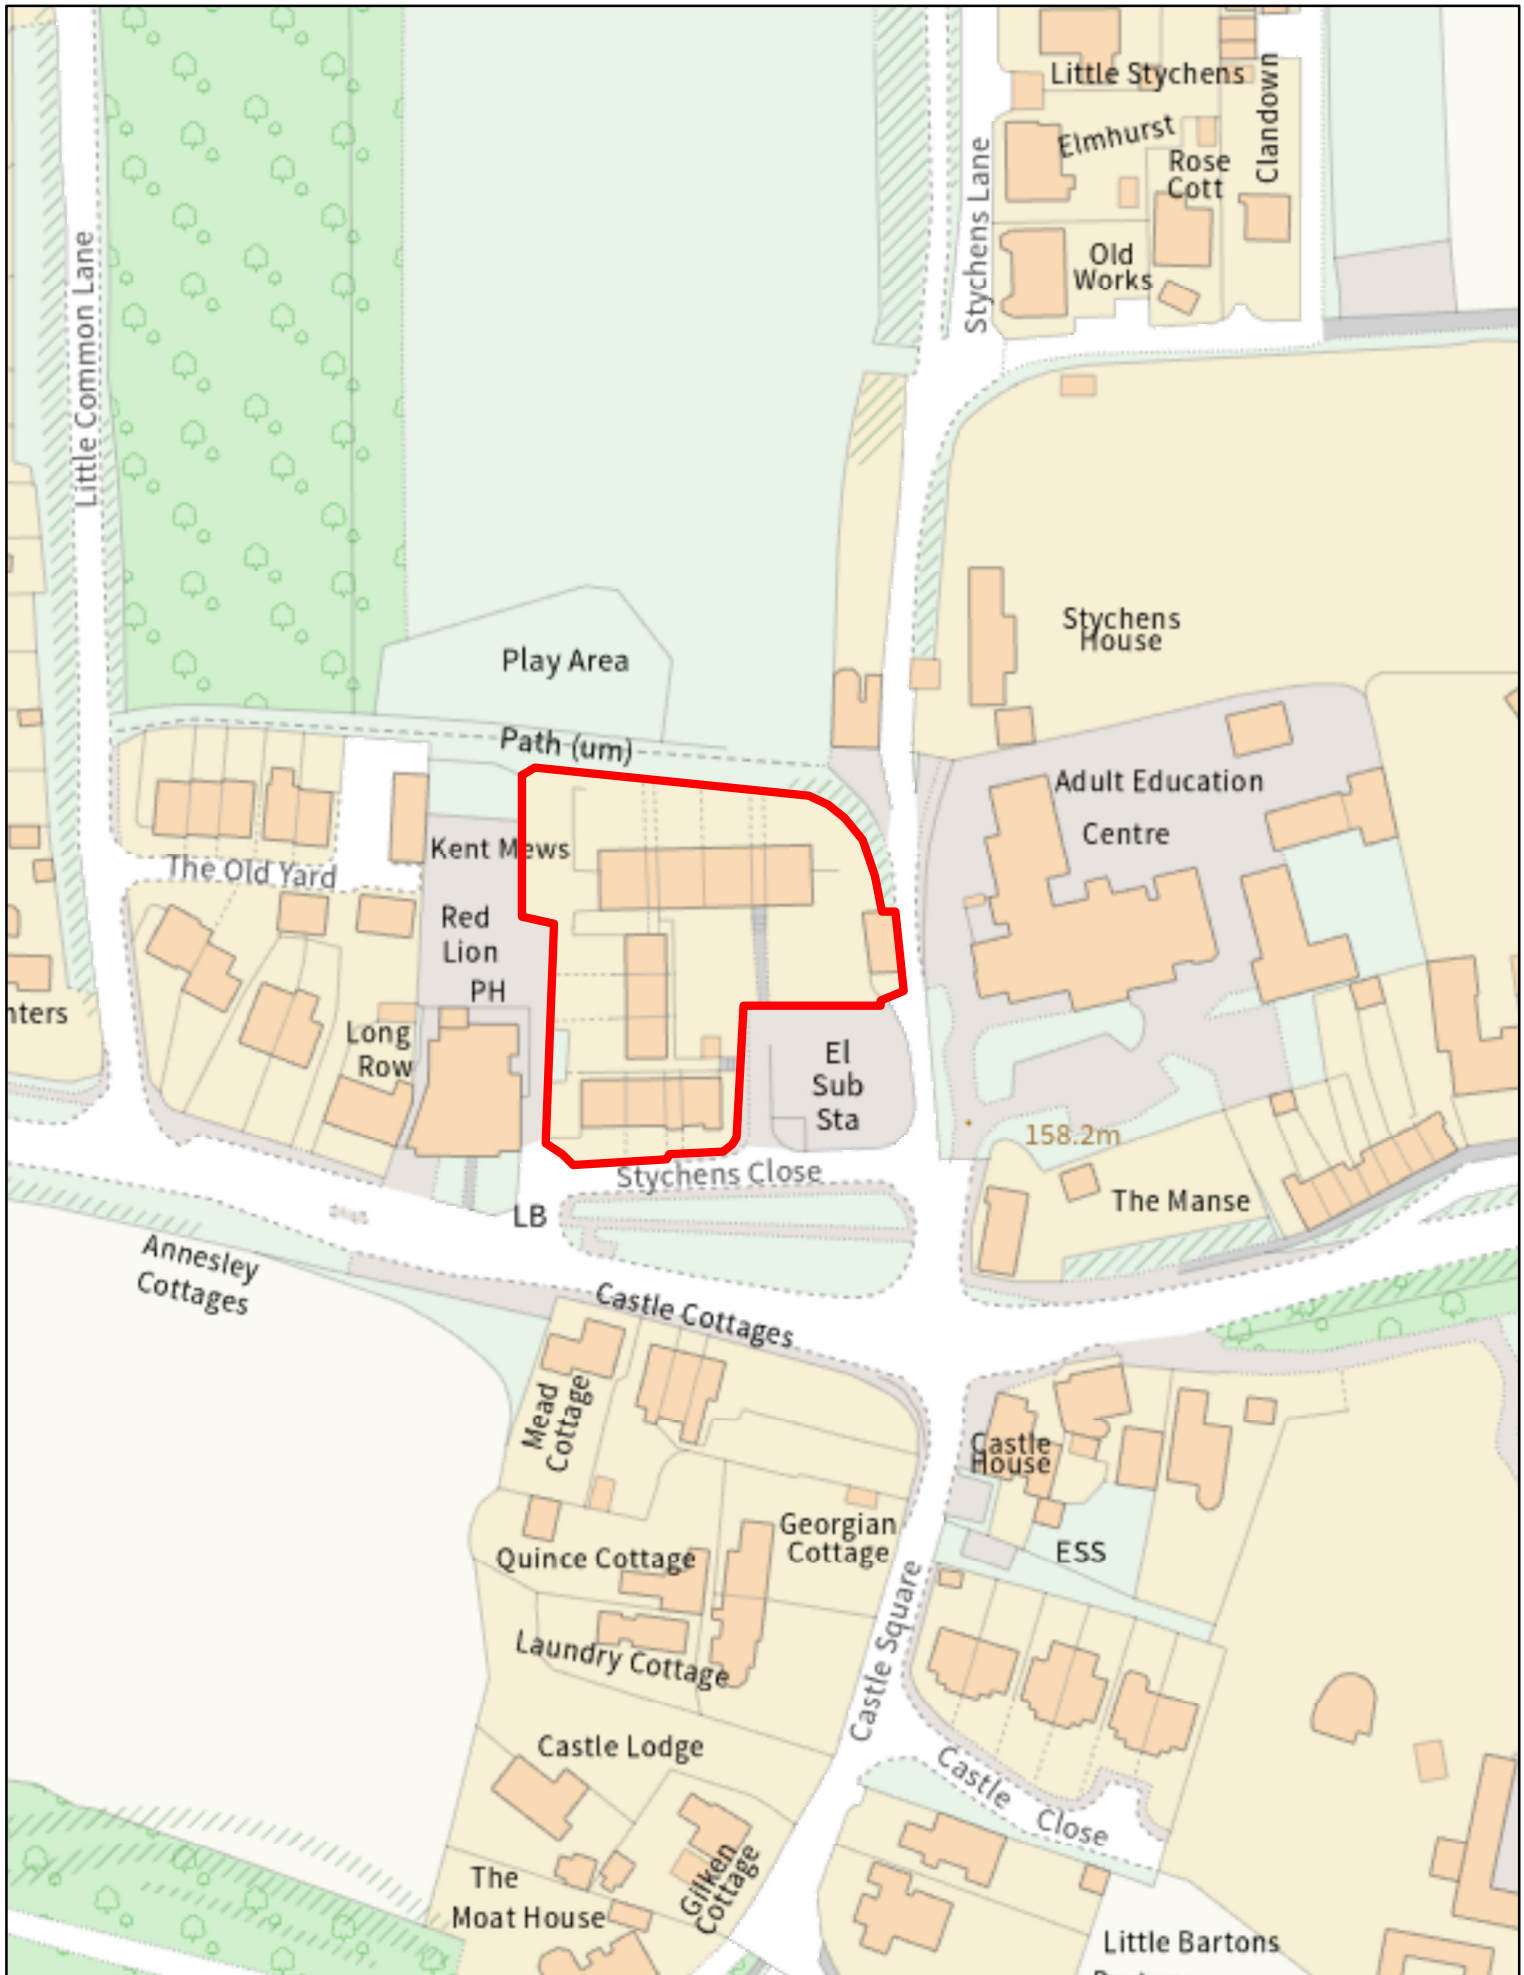 Little Stychens
Clandown
Elmhurst
Rose
Cott
Stychens Lane
Old
Works
Little Common Lane
Stychens
House
Play Area
Path (um)
Adult Education
Centre
Kent Mews
The Old Yard
Red
Lion
PH
nters
Long
Row
El
Sub
Sta
158.2m
Stychens Close
The Manse
LB
Annesley
Cottages
Castle Cottages
Mead
Cottage
Castle
House
Georgian
Cottage
ESS
Quince Cottage
Castle Square
Laundry Cottage
Castle Lodge
Castle Close
Gilken
Cottage
The
Moat House
Little Bartons